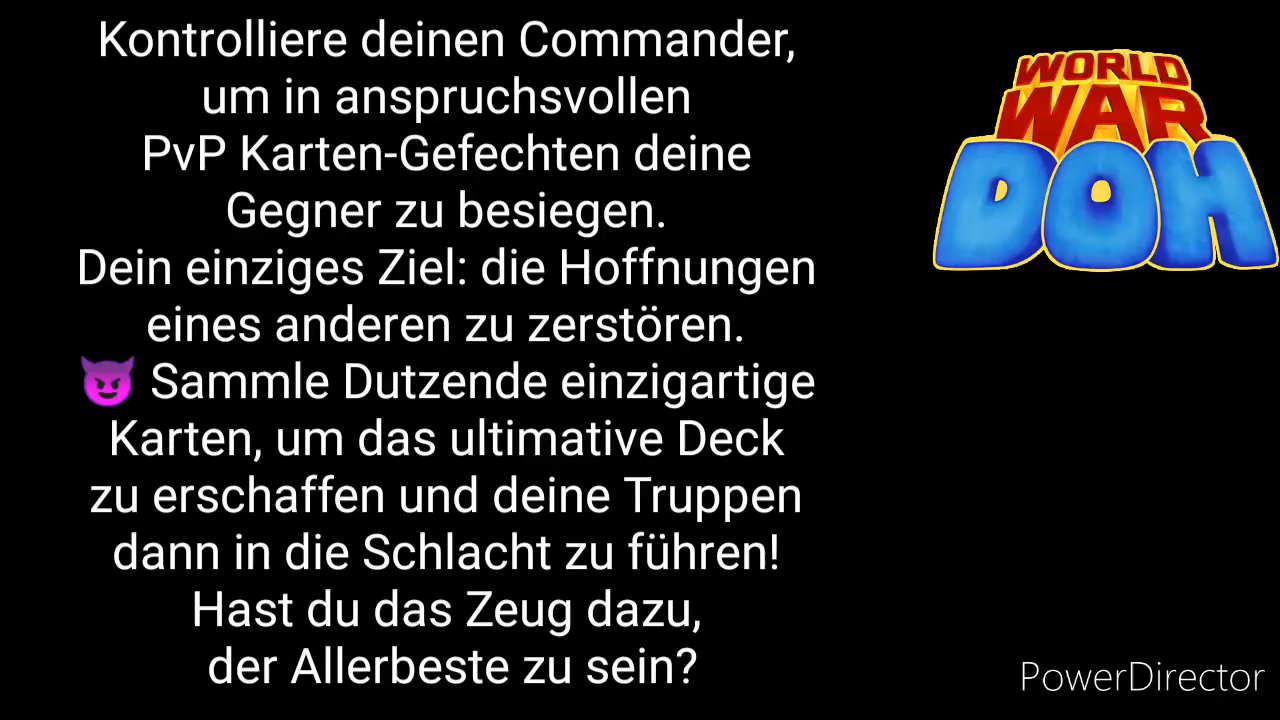 Kontrolliere deinen Commander,
um in anspruchsvollen
PvP Karten-Gefechten deine
Gegner zu besiegen.
Dein einziges Ziel: die Hoffnungen
eines anderen zu zerstören.
😈 Sammle Dutzende einzigartige
Karten, um das ultimative Deck
zu erschaffen und deine Truppen
dann in die Schlacht zu führen!
Hast du das Zeug dazu,
der Allerbeste zu sein?
WORLD
WAR
DOH
PowerDirector